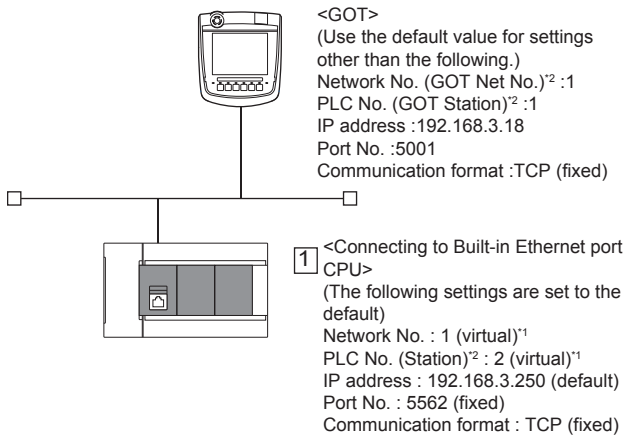 <GOT>
(Use the default value for settings
other than the following.)
Network No. (GOT Net No.)*2 :1
PLC No. (GOT Station)*2 :1
IP address :192.168.3.18
Port No. :5001
Communication format :TCP (fixed)
1
<Connecting to Built-in Ethernet port
CPU>
(The following settings are set to the
default)
Network No. : 1 (virtual)*1
PLC No. (Station)*2 : 2 (virtual)*1
IP address : 192.168.3.250 (default)
Port No. : 5562 (fixed)
Communication format : TCP (fixed)